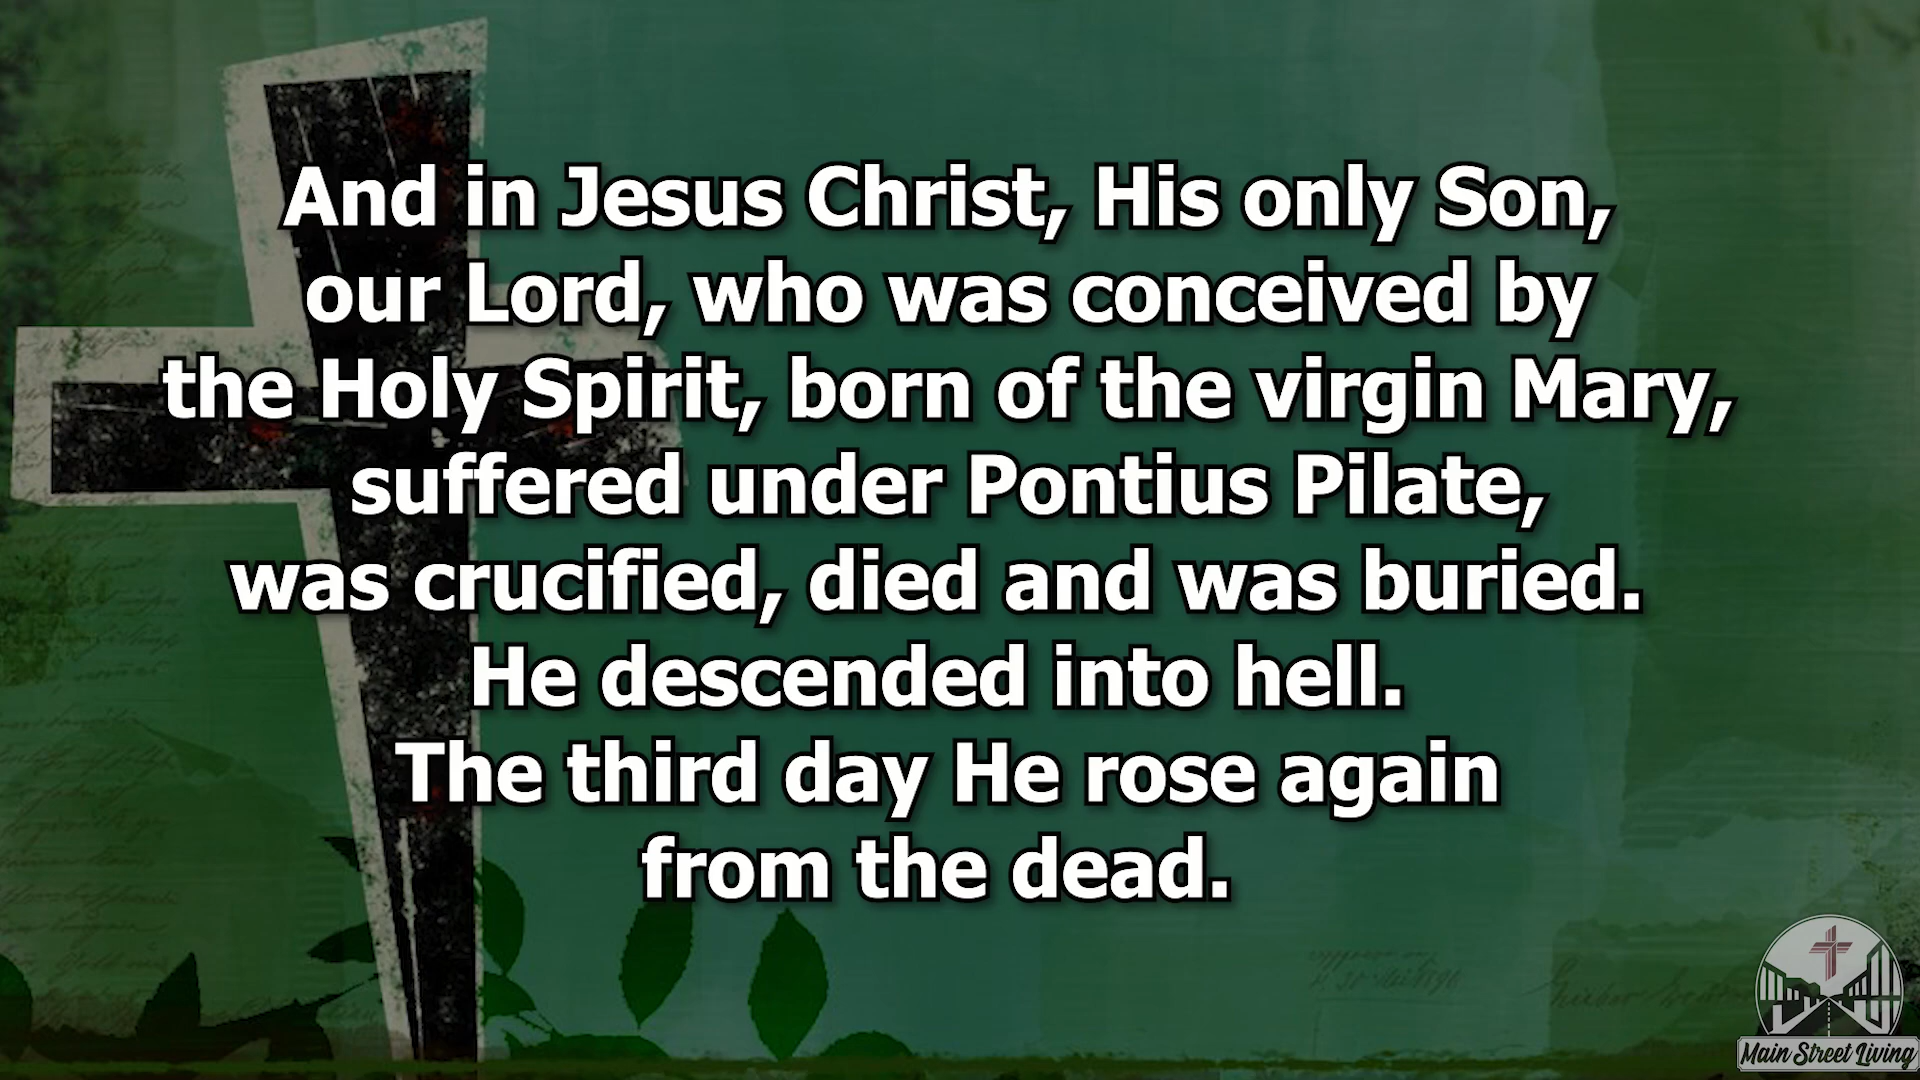 And in Jesus Christ, His only Son,
our Lord, who was conceived by
the Holy Spirit, born of the virgin Mary,
suffered under Pontius Pilate,
was crucified, died and was buried.
He descended into hell.
The third day He rose again
from the dead.
Main Street Living